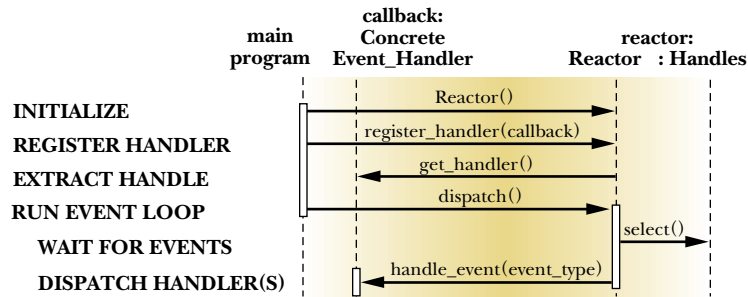 callback:
main Concrete reactor:
program Event_Handler Reactor : Handles
INITIALIZE Reactor()
REGISTER HANDLER register_handler(callback)
EXTRACT HANDLE get_handler()
RUN EVENT LOOP dispatch()
WAIT FOR EVENTS select()
DISPATCH HANDLER(S) handle_event(event_type)